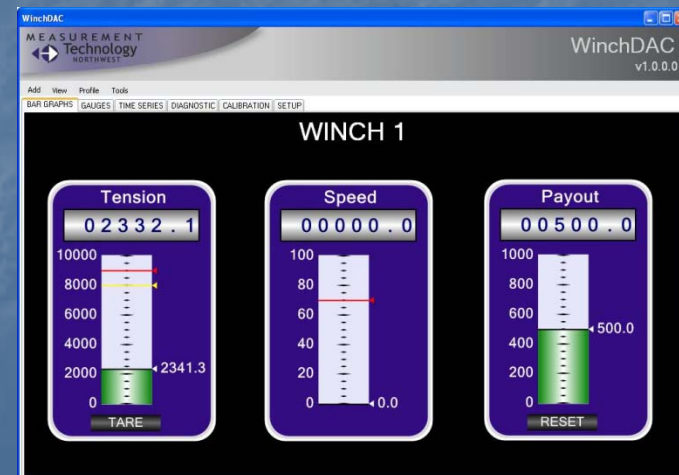 WinchDAC
MEASUREMENT
Technology
NORTHWEST
WinchDAC
v1.0.0.0
Add View Profile Tools
BAR GRAPHS GAUGES TIME SERIES DIAGNOSTIC CALIBRATION SETUP
WINCH 1
Tension
02332.1
10000
8000
6000
4000
2000
0
2341.3
TARE
Speed
00000.0
100
80
60
40
20
0
0.0
Payout
00500.0
1000
800
600
400
200
0
500.0
RESET